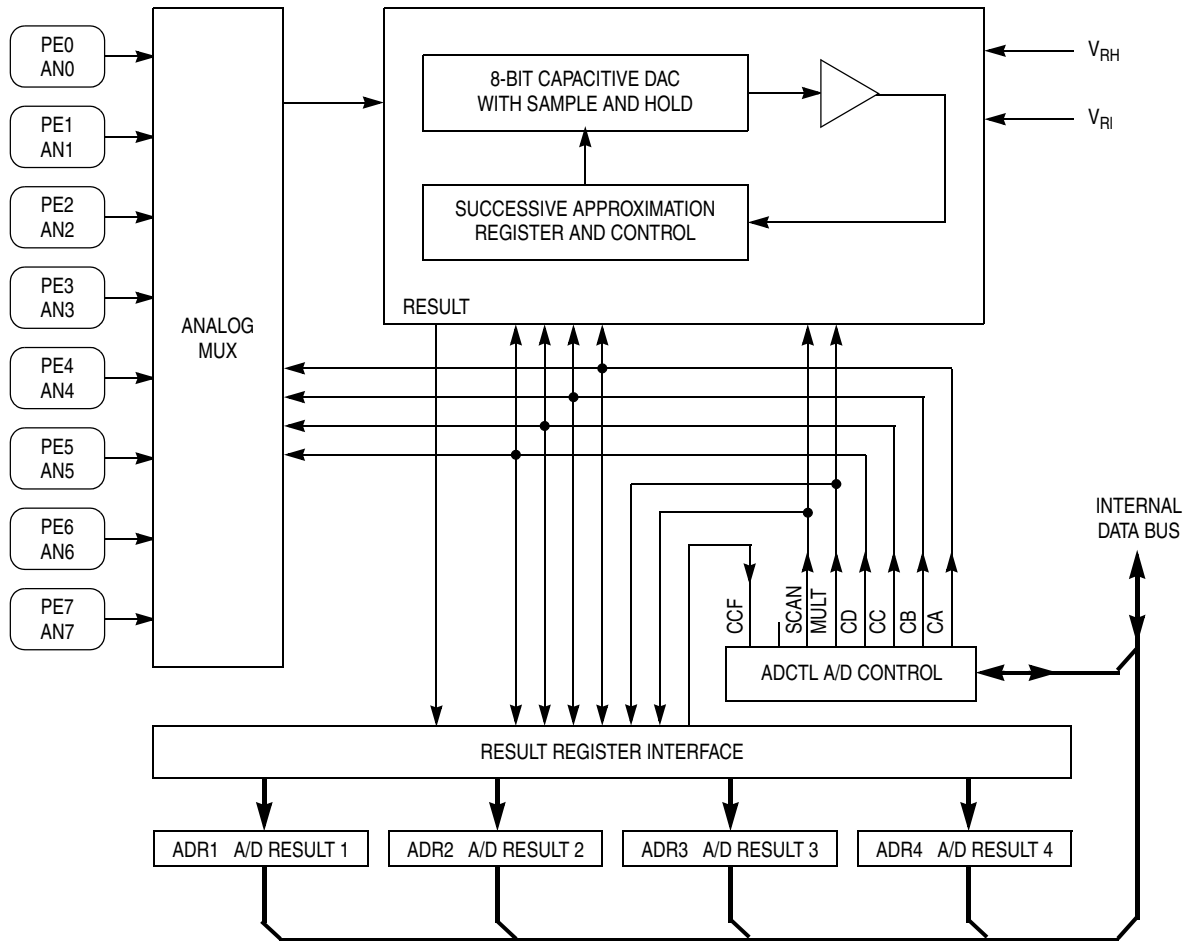 PE0
AN0
PE1
AN1
PE2
AN2
PE3
AN3
PE4
AN4
PE5
AN5
PE6
AN6
PE7
AN7
ANALOG
MUX
8-BIT CAPACITIVE DAC
WITH SAMPLE AND HOLD
SUCCESSIVE APPROXIMATION
REGISTER AND CONTROL
RESULT
VRH
VRI
INTERNAL
DATA BUS
CCF
SCAN
MULT
CD
CC
CB
CA
ADCTL A/D CONTROL
RESULT REGISTER INTERFACE
ADR1 A/D RESULT 1
ADR2 A/D RESULT 2
ADR3 A/D RESULT 3
ADR4 A/D RESULT 4